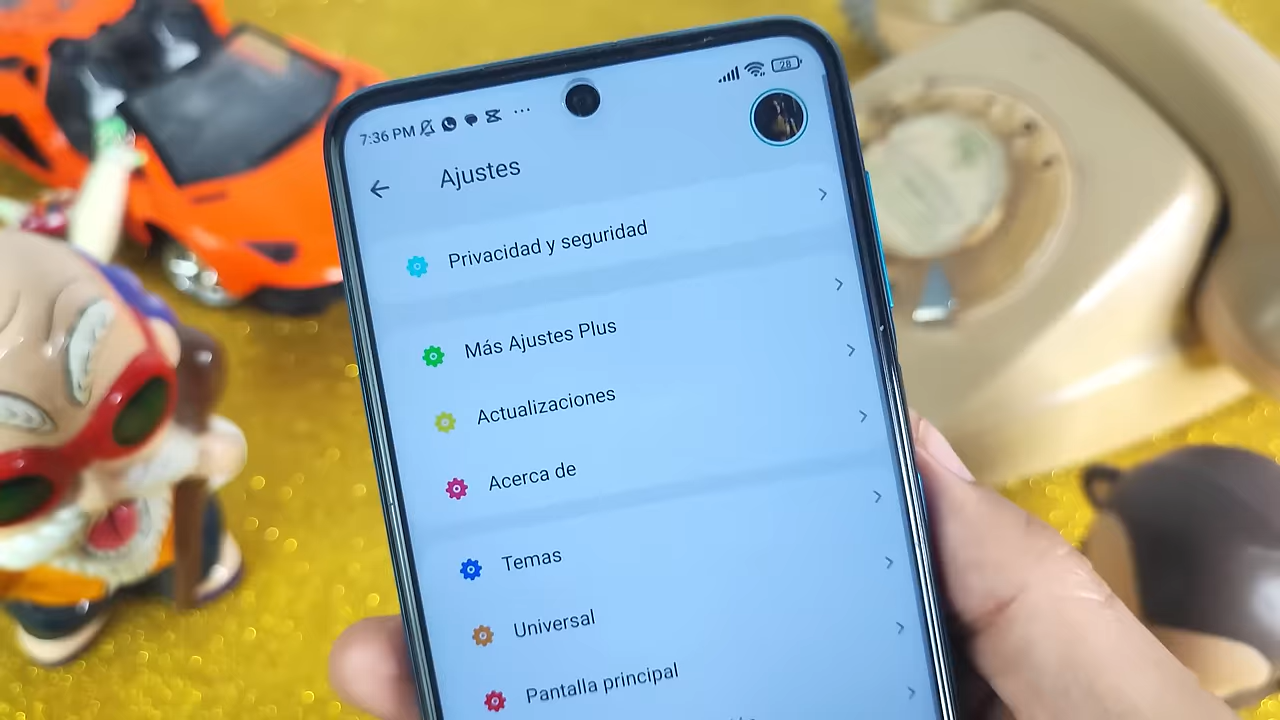 7:36 PM
28
Ajustes
Privacidad y seguridad
Más Ajustes Plus
Actualizaciones
Acerca de
Temas
Universal
Pantalla principal